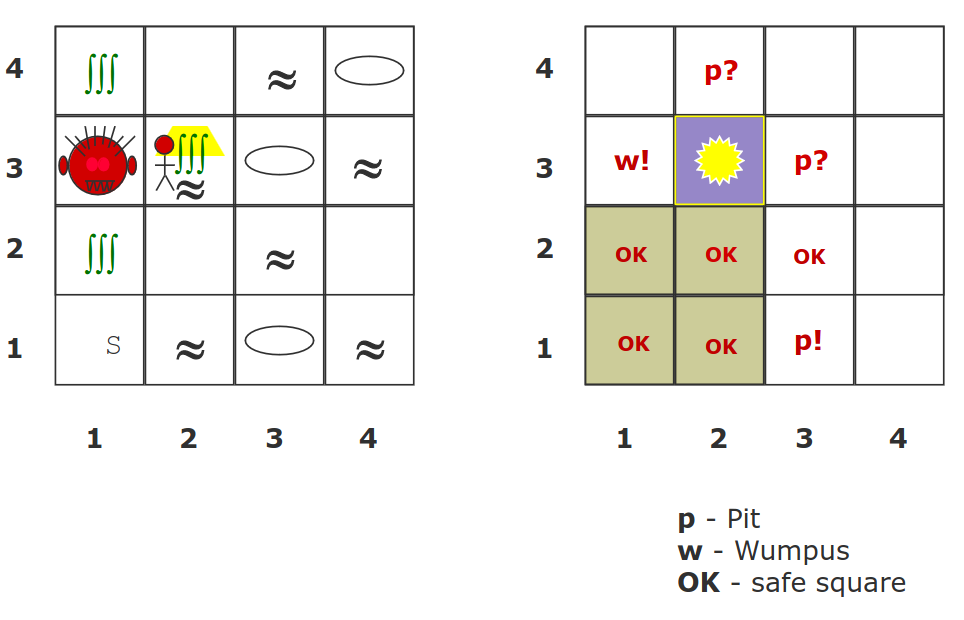 4 ∫∫∫ ≈
3 ∫∫∫ ≈ ≈
2 ∫∫∫ ≈
1 S ≈ ≈
1 2 3 4
4 p?
3 w! p?
2 OK OK OK
1 OK OK p!
1 2 3 4
p - Pit
w - Wumpus
OK - safe square